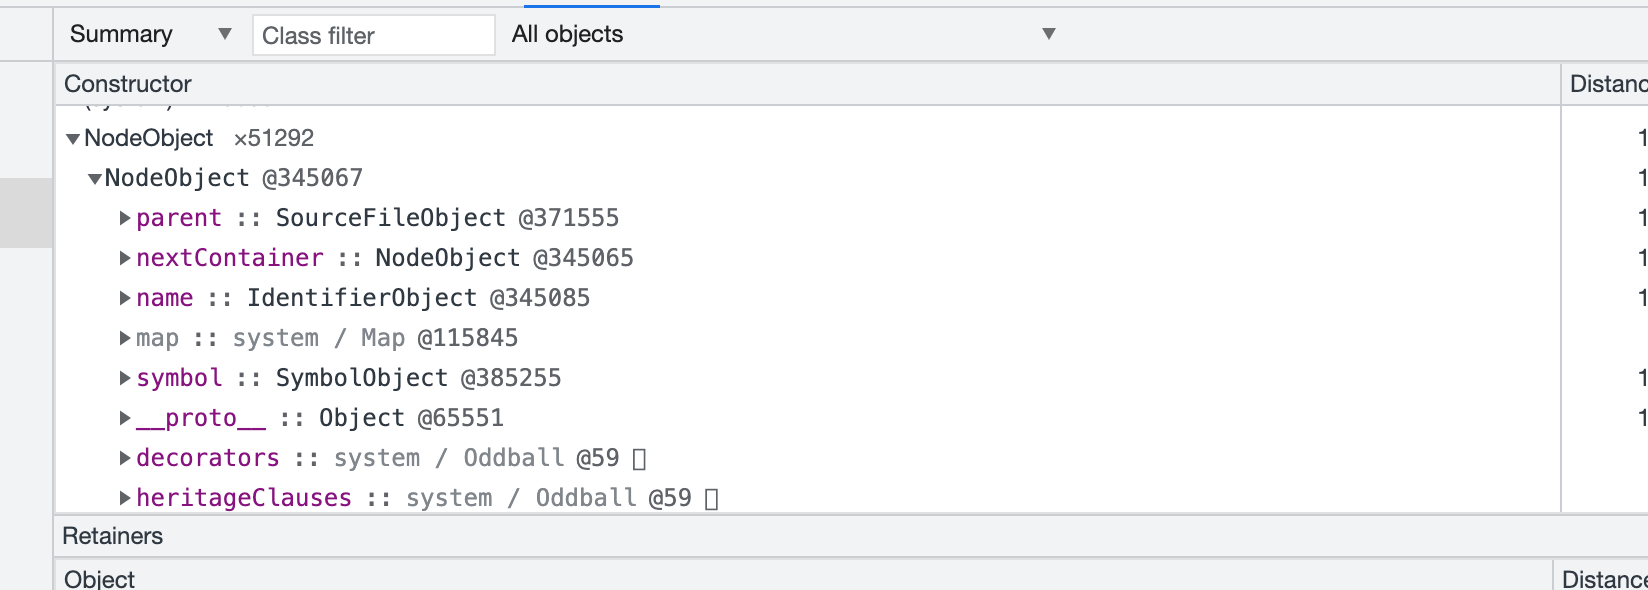 Summary ▼ Class filter All objects ▼
Constructor Distanc
▼NodeObject ×51292 1
▼NodeObject @345067 1
▶parent :: SourceFileObject @371555 1
▶nextContainer :: NodeObject @345065 1
▶name :: IdentifierObject @345085 1
▶map :: system / Map @115845
▶symbol :: SymbolObject @385255 1
▶__proto__ :: Object @65551 1
▶decorators :: system / Oddball @59 
▶heritageClauses :: system / Oddball @59 
Retainers
Object Distance